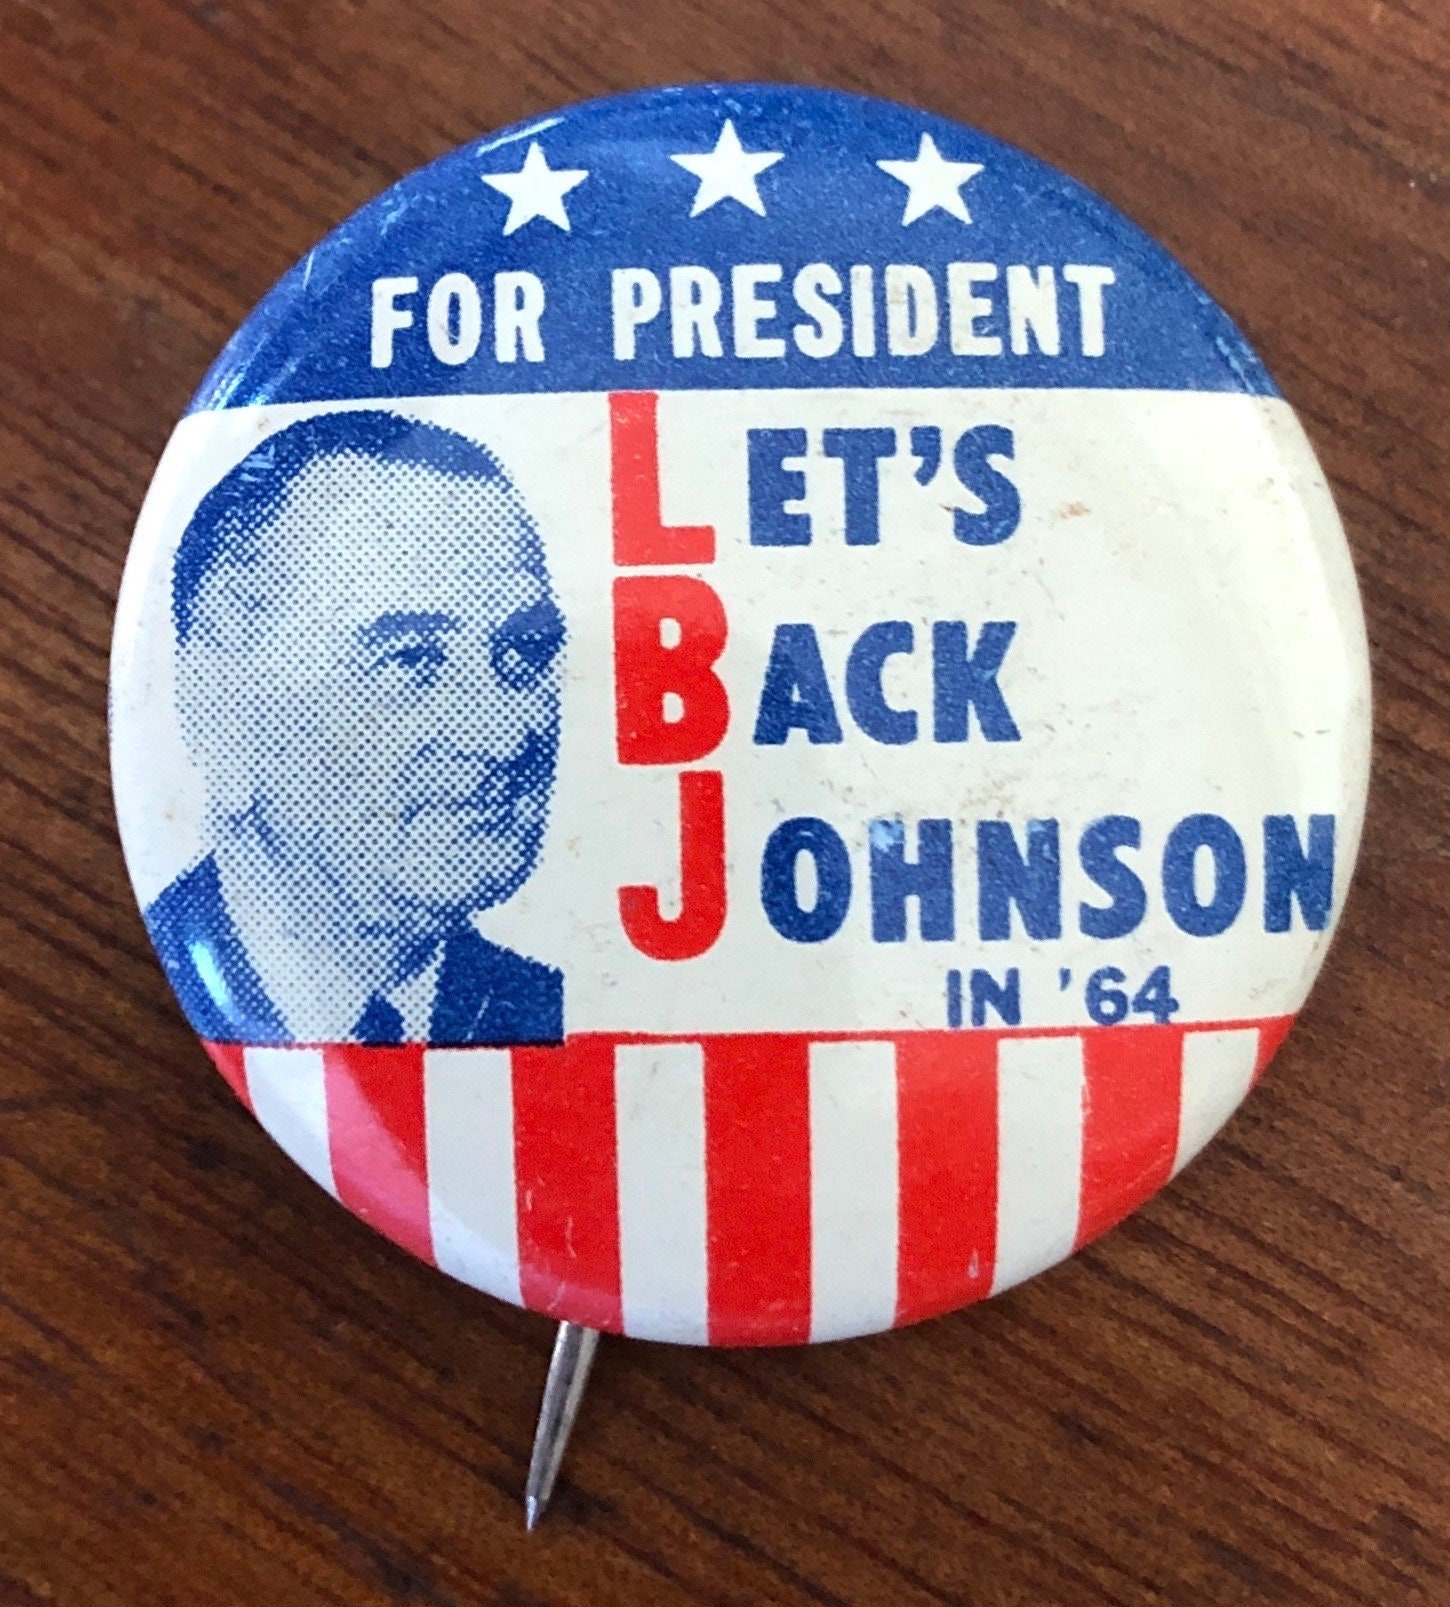 FOR PRESIDENT
LET'S
BACK
JOHNSON
IN '64